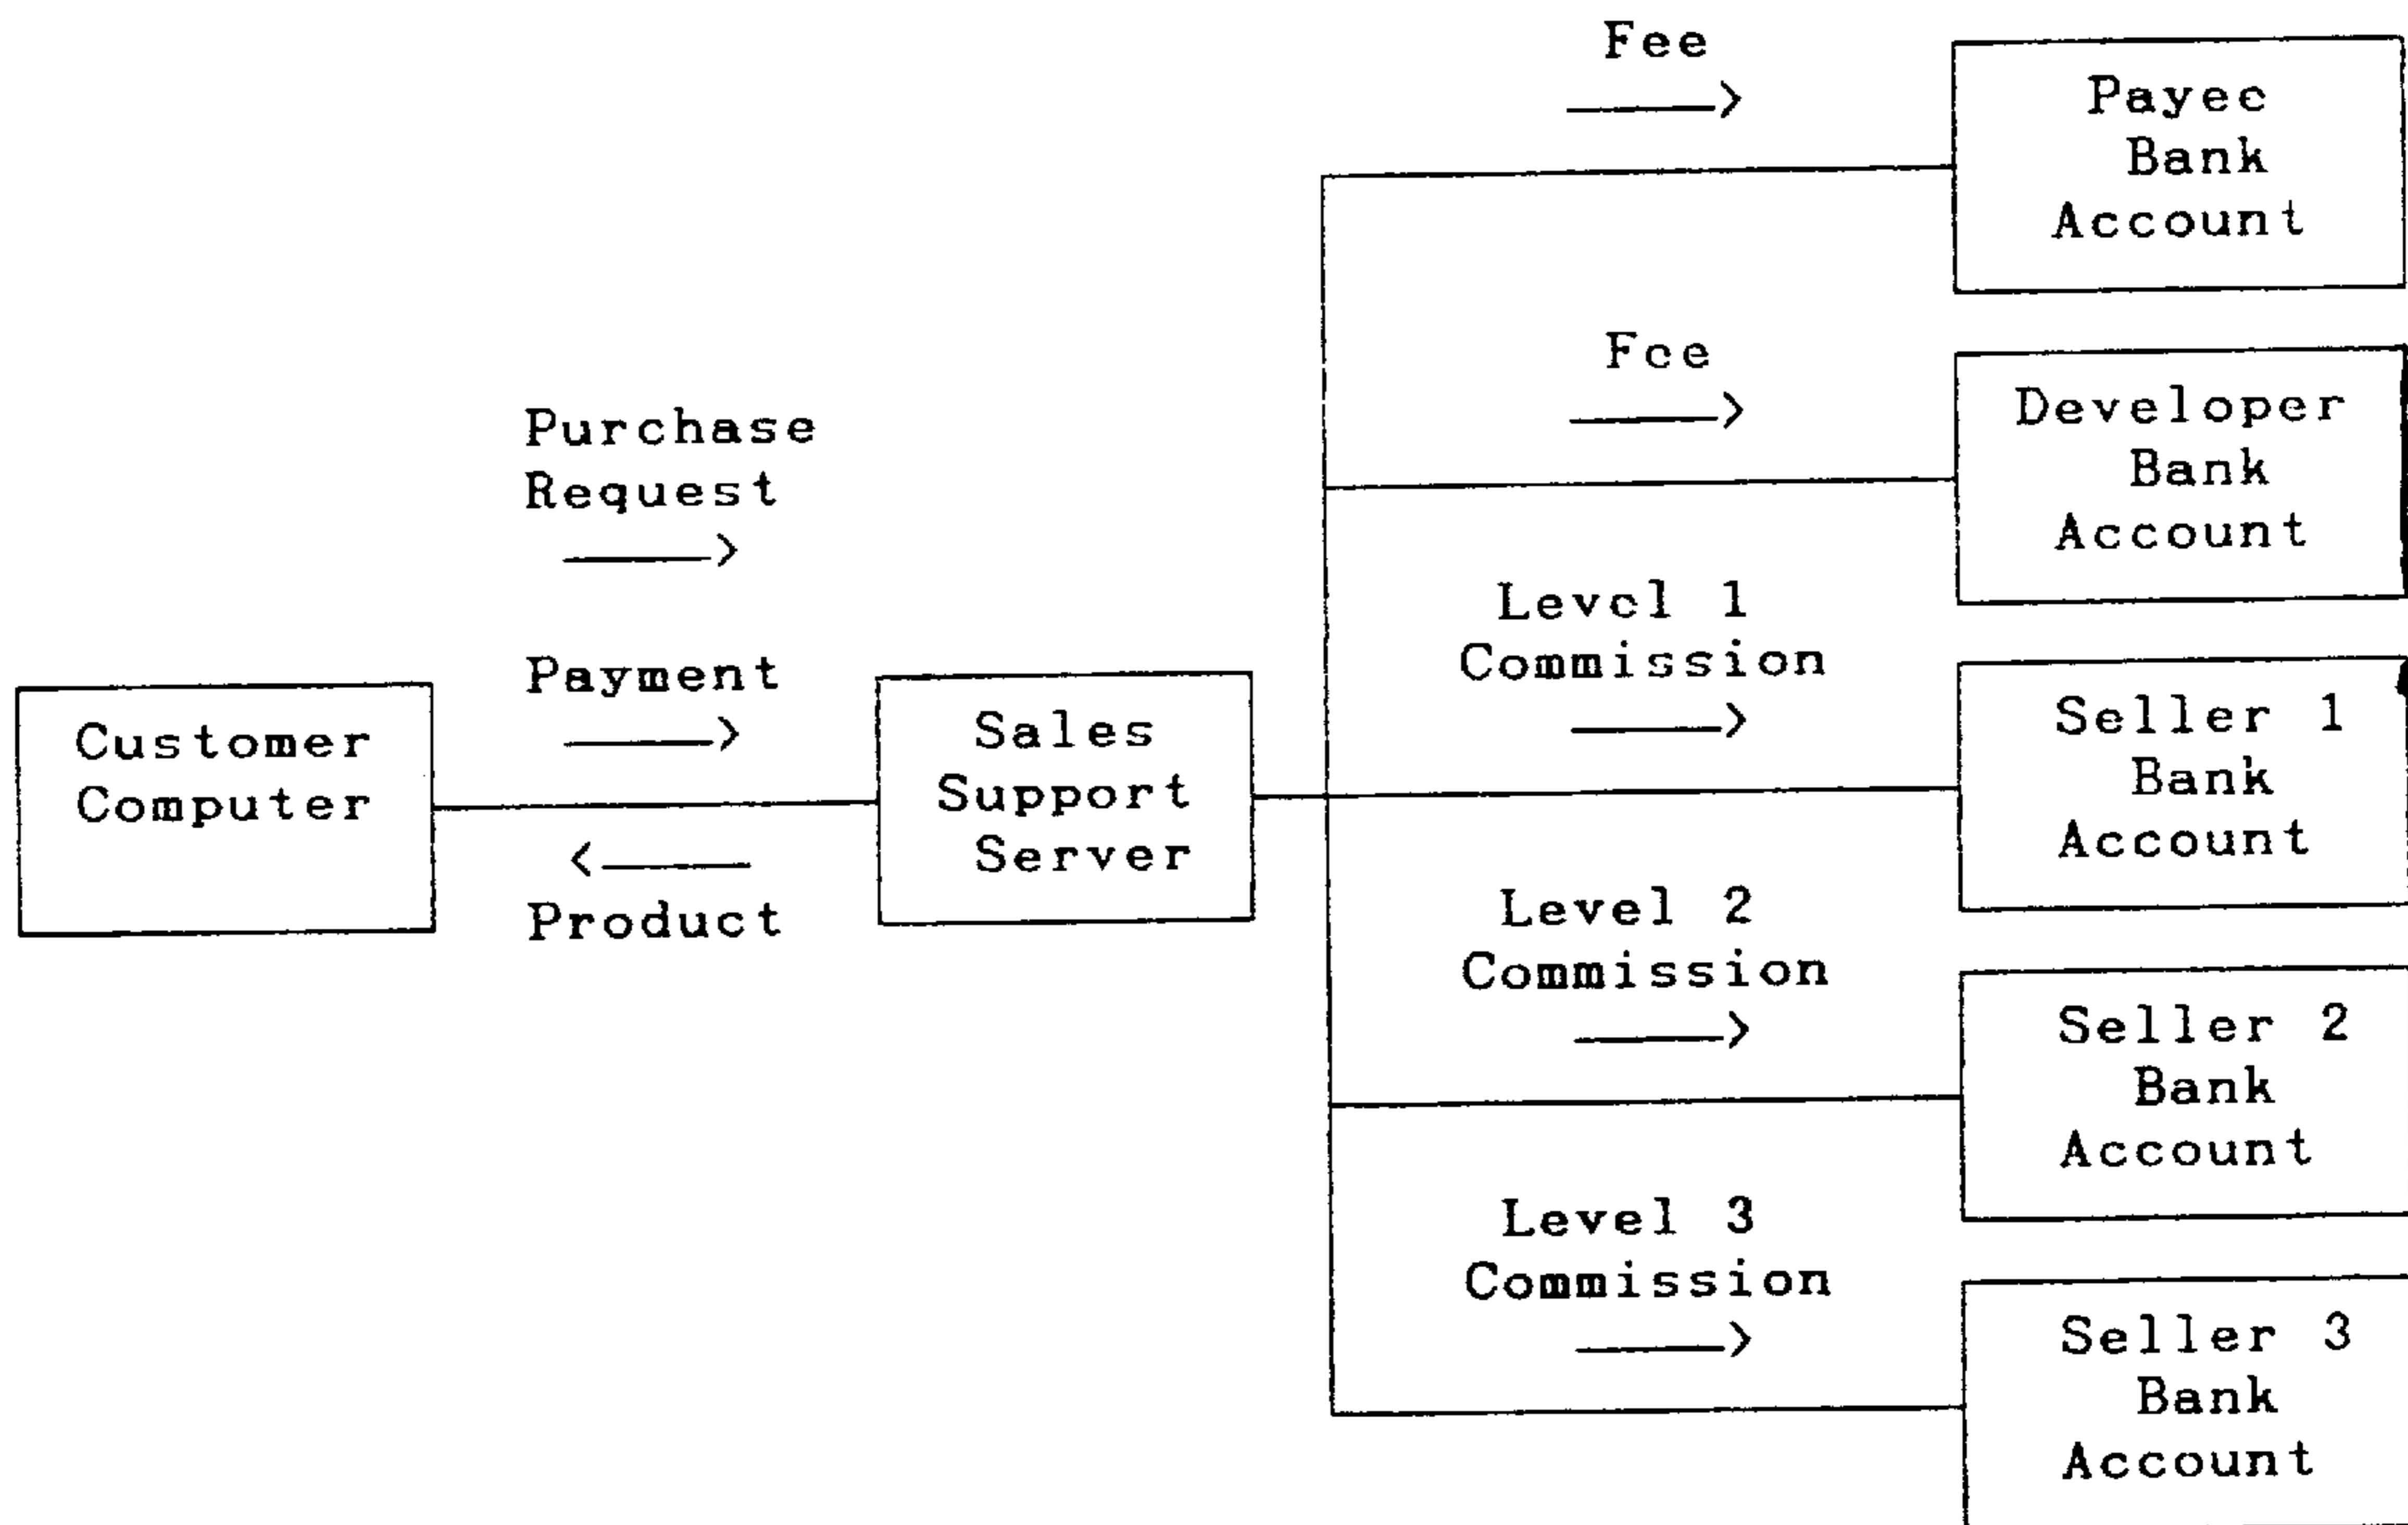 Fee
Payee
Bank
Account
Fee
Developer
Bank
Account
Purchase
Request
Payment
Customer
Computer
Product
Sales
Support
Server
Level 1
Commission
Seller 1
Bank
Account
Level 2
Commission
Seller 2
Bank
Account
Level 3
Commission
Seller 3
Bank
Account